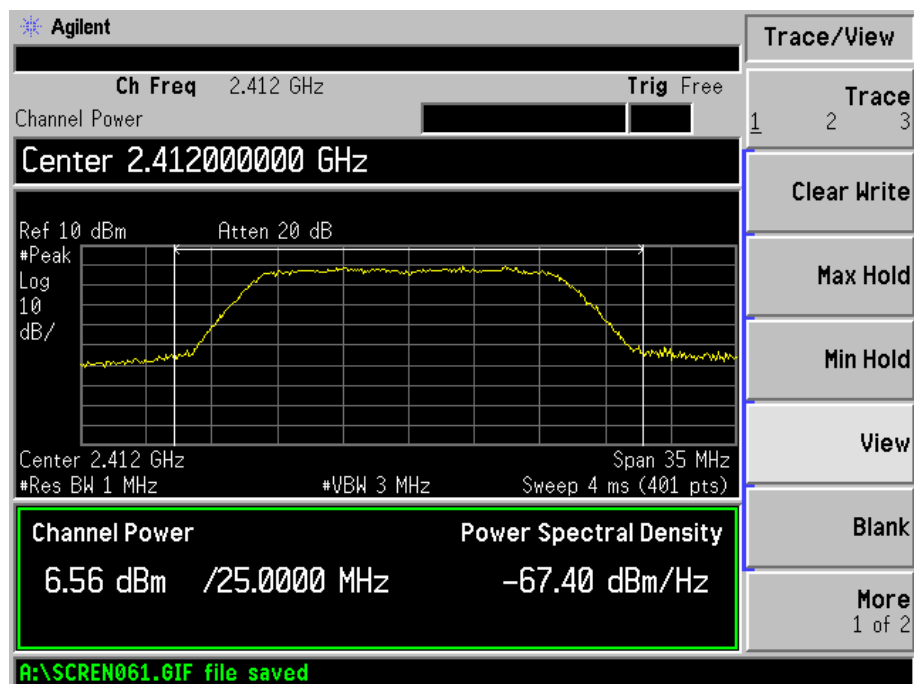 Agilent
Trace/View
Ch Freq 2.412 GHz Trig Free
Channel Power
Trace
1 2 3
Center 2.412000000 GHz
Clear Write
Ref 10 dBm Atten 20 dB
#Peak
Log
10
dB/
Max Hold
Min Hold
View
Center 2.412 GHz Span 35 MHz
#Res BW 1 MHz #VBW 3 MHz Sweep 4 ms (401 pts)
Channel Power Power Spectral Density
Blank
6.56 dBm /25.0000 MHz -67.40 dBm/Hz
More
1 of 2
A:\SCREN061.GIF file saved